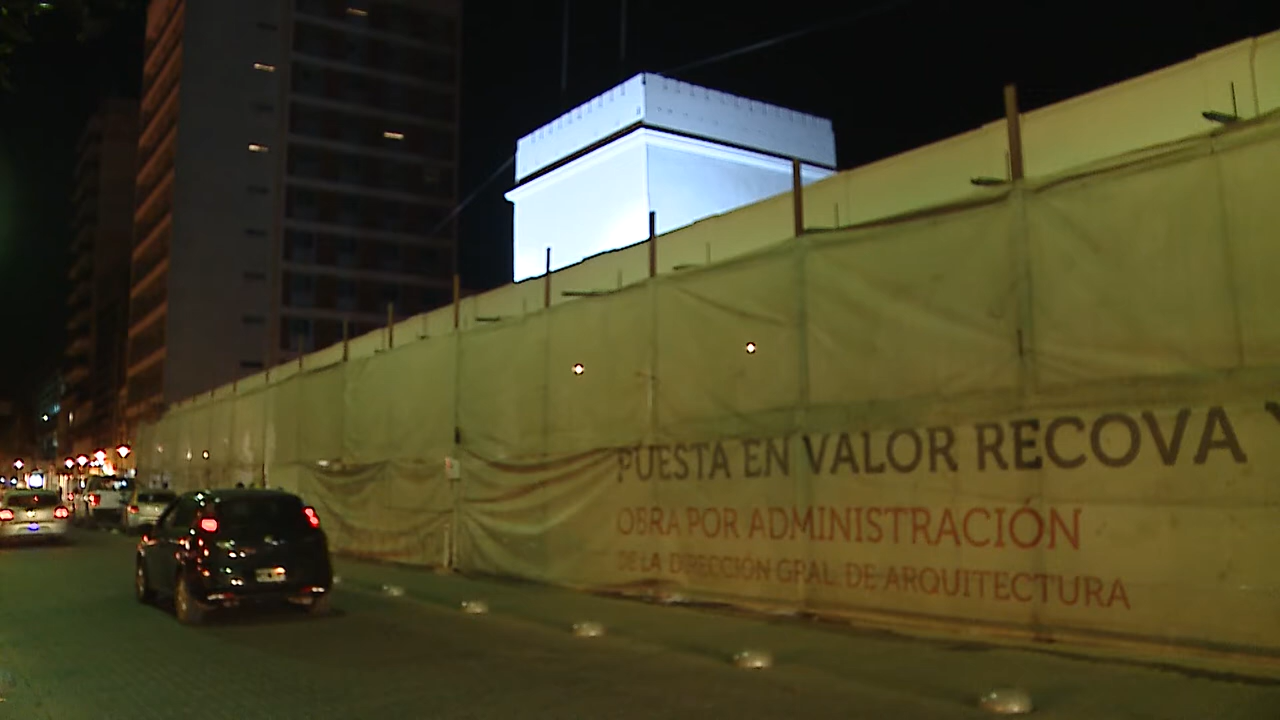 PUESTA EN VALOR RECOVA Y
OBRA POR ADMINISTRACIÓN
DE LA DIRECCIÓN GRAL. DE ARQUITECTURA